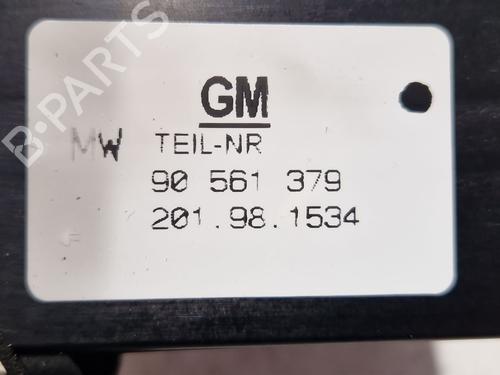 B-PARTS
GM
MW TEIL-NR
90 561 379
201.98.1534